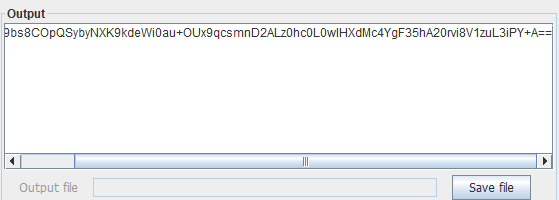 Output
9bs8COpQSybyNXK9kdeWi0au+OUx9qcsmnD2ALz0hc0L0wIHXdMc4YgF35hA20rvi8V1zuL3iPY+A==
Output file
Save file